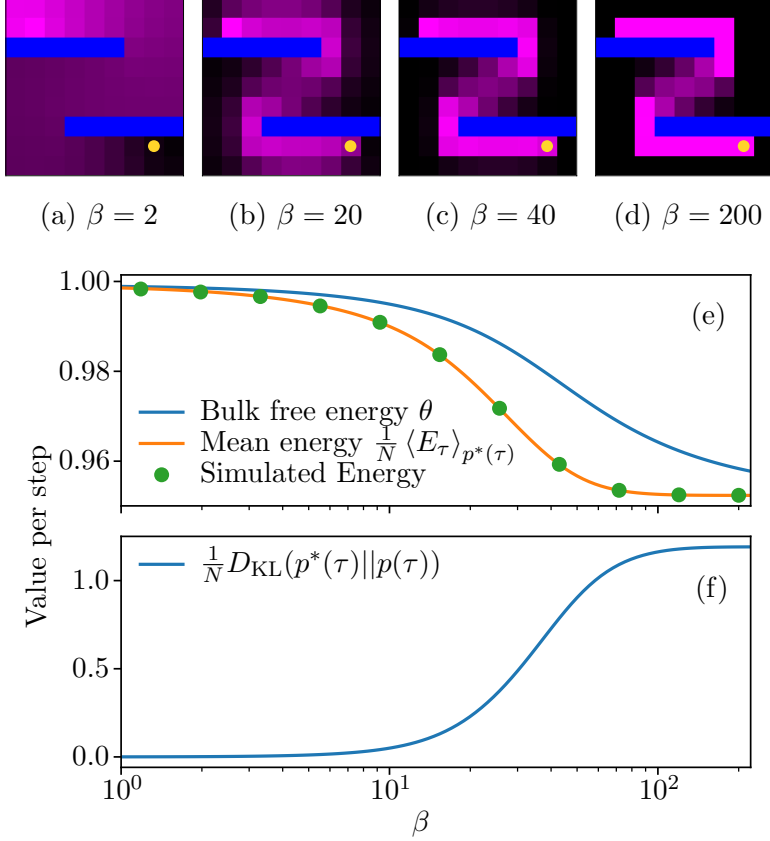 (a) β = 2
(b) β = 20
(c) β = 40
(d) β = 200
1.00
0.98
0.96
(e)
Bulk free energy θ
Mean energy 1/N ⟨E_τ⟩_{p*(τ)}
Simulated Energy
Value per step
1.0
0.5
0.0
1/N D_KL(p*(τ)||p(τ))
(f)
10^0
10^1
10^2
β